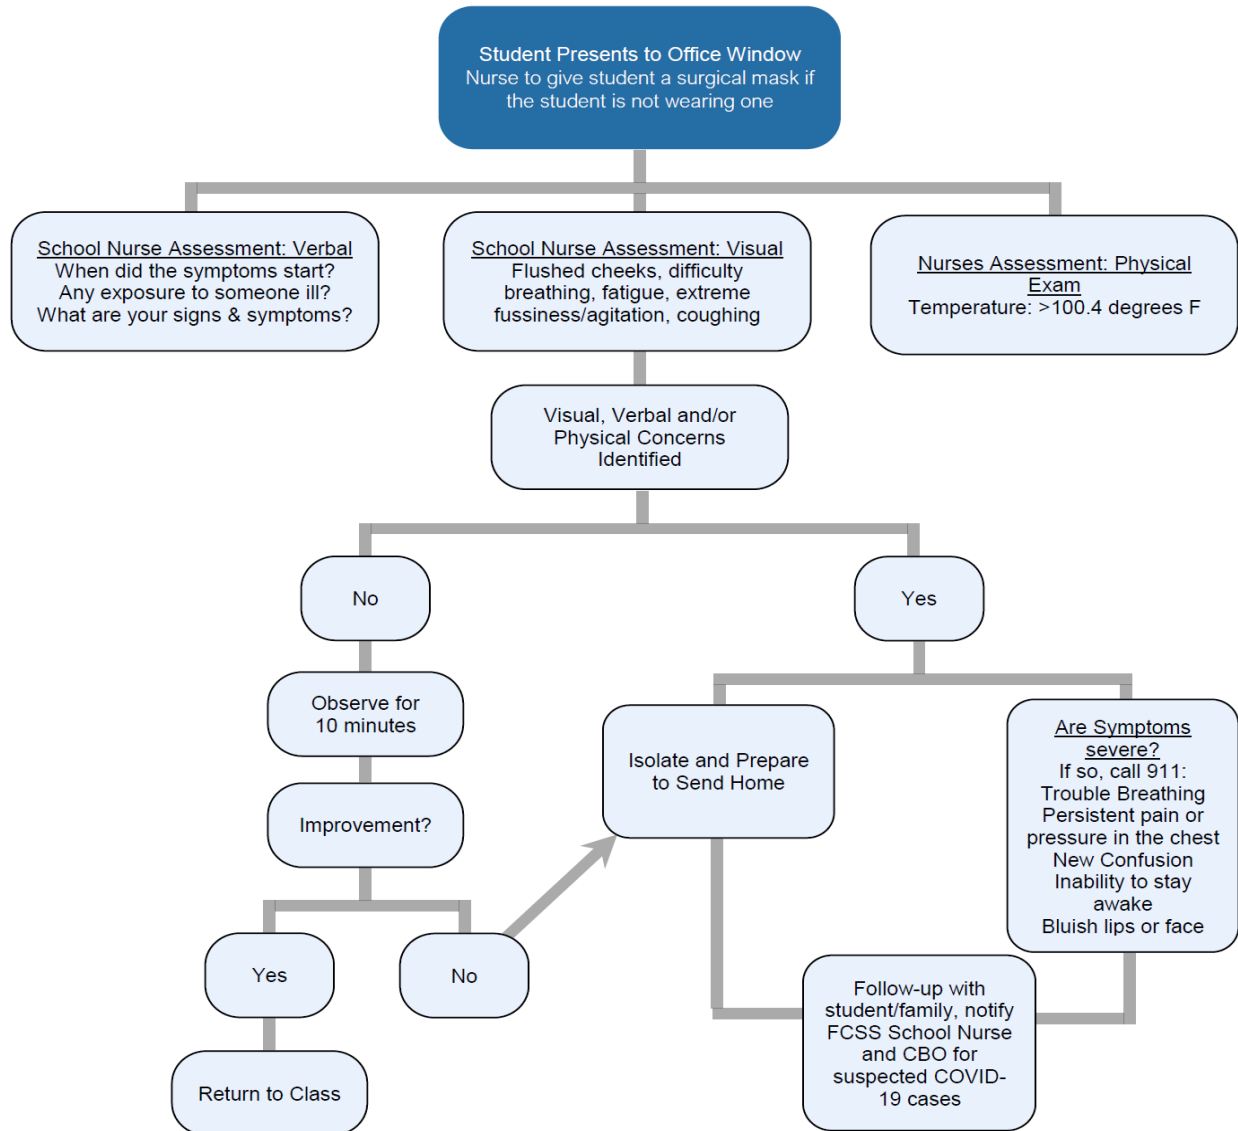 Student Presents to Office Window
Nurse to give student a surgical mask if
the student is not wearing one
School Nurse Assessment: Verbal
When did the symptoms start?
Any exposure to someone ill?
What are your signs & symptoms?
School Nurse Assessment: Visual
Flushed cheeks, difficulty
breathing, fatigue, extreme
fussiness/agitation, coughing
Nurses Assessment: Physical
Exam
Temperature: >100.4 degrees F
Visual, Verbal and/or
Physical Concerns
Identified
No
Yes
Observe for
10 minutes
Isolate and Prepare
to Send Home
Are Symptoms
severe?
If so, call 911:
Trouble Breathing
Persistent pain or
pressure in the chest
New Confusion
Inability to stay
awake
Bluish lips or face
Improvement?
Yes
No
Return to Class
Follow-up with
student/family, notify
FCSS School Nurse
and CBO for
suspected COVID-
19 cases